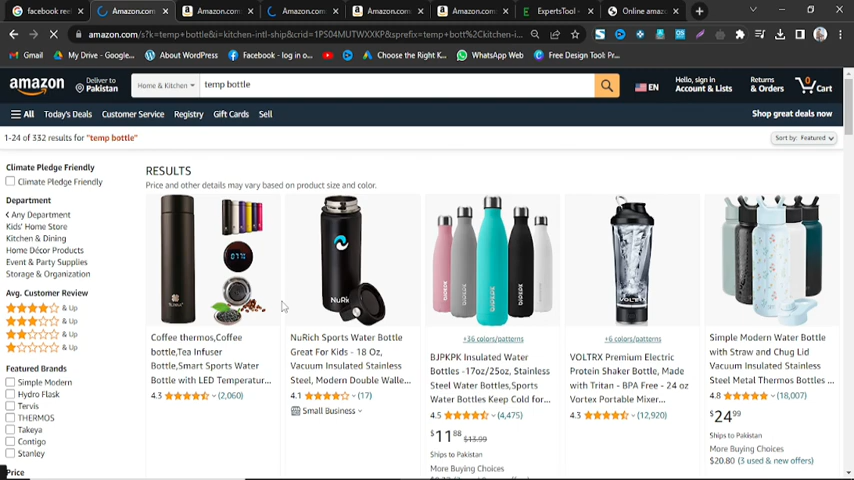 facebook ree
Amazon.com
Amazon.com
Amazon.com
Amazon.com
Amazon.com
ExpertsTool -
Online amazo
amazon.com/s?k=temp+bottle&i=kitchen-intl-ship&crid=1PS04MUTWXXKP&sprefix=temp+bott%2Ckitchen-i...
Gmail
My Drive - Google...
About WordPress
Facebook - log in o...
Choose the Right K...
WhatsApp Web
Free Design Tool: Pr...
amazon
Deliver to
Pakistan
Home & Kitchen
temp bottle
EN
Hello, sign in
Account & Lists
Returns
& Orders
0
Cart
All
Today's Deals
Customer Service
Registry
Gift Cards
Sell
Shop great deals now
1-24 of 332 results for "temp bottle"
Sort by: Featured
Climate Pledge Friendly
Climate Pledge Friendly
Department
Any Department
Kids' Home Store
Kitchen & Dining
Home Décor Products
Event & Party Supplies
Storage & Organization
Avg. Customer Review
& Up
& Up
& Up
& Up
Featured Brands
Simple Modern
Hydro Flask
Tervis
THERMOS
Takeya
Contigo
Stanley
Price
RESULTS
Price and other details may vary based on product size and color.
Coffee thermos,Coffee
bottle,Tea Infuser
Bottle,Smart Sports Water
Bottle with LED Temperatur...
4.3
(2,060)
NuRich Sports Water Bottle
Great For Kids - 18 Oz,
Vacuum Insulated Stainless
Steel, Modern Double Walle...
4.1
(17)
Small Business
+36 colors/patterns
BJPKPK Insulated Water
Bottles -17oz/25oz, Stainless
Steel Water Bottles,Sports
Water Bottles Keep Cold for...
4.5
(4,475)
$11 88 $13.99
Ships to Pakistan
More Buying Choices
+6 colors/patterns
VOLTRX
VOLTRX Premium Electric
Protein Shaker Bottle, Made
with Tritan - BPA Free - 24 oz
Vortex Portable Mixer...
4.3
(12,920)
Simple Modern Water Bottle
with Straw and Chug Lid
Vacuum Insulated Stainless
Steel Metal Thermos Bottles ...
4.8
(18,007)
$24 99
Ships to Pakistan
More Buying Choices
$20.80 (3 used & new offers)